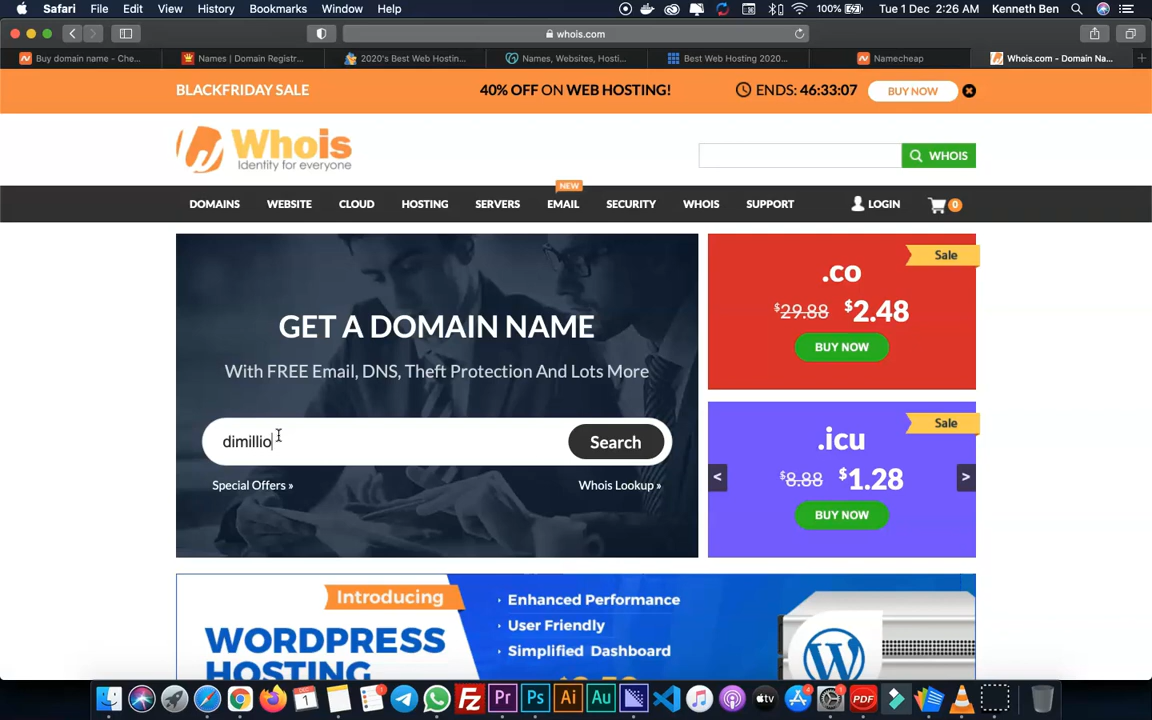 Safari File Edit View History Bookmarks Window Help 100% Tue 1 Dec 2:26 AM Kenneth Ben
whois.com
Buy domain name - Che... Names | Domain Registr... 2020's Best Web Hostin... Names, Websites, Hosti... Best Web Hosting 2020... Namecheap Whois.com - Domain Na...
BLACKFRIDAY SALE 40% OFF ON WEB HOSTING! ENDS: 46:33:07 BUY NOW
Whois
Identity for everyone
WHOIS
NEW
DOMAINS WEBSITE CLOUD HOSTING SERVERS EMAIL SECURITY WHOIS SUPPORT LOGIN 0
GET A DOMAIN NAME
With FREE Email, DNS, Theft Protection And Lots More
dimillio Search
Special Offers » Whois Lookup »
Sale
.co
$29.88 $2.48
BUY NOW
Sale
.icu
< $8.88 $1.28 >
BUY NOW
Introducing
WORDPRESS
HOSTING
Enhanced Performance
User Friendly
Simplified Dashboard
Pr Ps Ai Au PDF